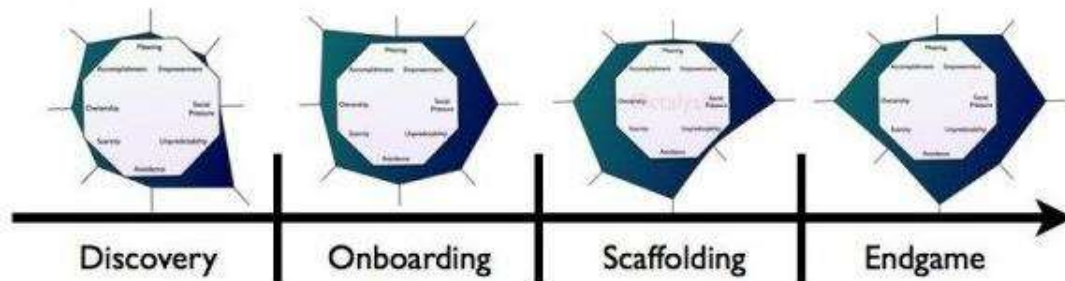 Meaning
Accomplishment Empowerment
Ownership
Social
Pressure
Scarcity Unpredictability
Avoidance
Meaning
Accomplishment Empowerment
Ownership
Social
Pressure
Scarcity Unpredictability
Avoidance
Meaning
Accomplishment Empowerment
Ownership
Social
Pressure
Scarcity Unpredictability
Avoidance
Meaning
Accomplishment Empowerment
Ownership
Social
Pressure
Scarcity Unpredictability
Avoidance
Discovery Onboarding Scaffolding Endgame